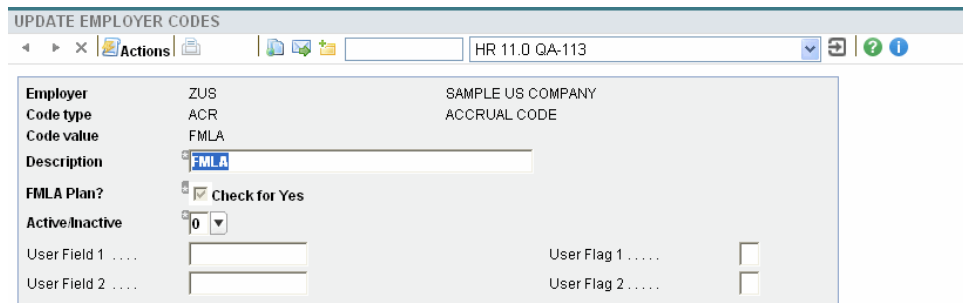 UPDATE EMPLOYER CODES
Actions HR 11.0 QA-113
Employer ZUS SAMPLE US COMPANY
Code type ACR ACCRUAL CODE
Code value FMLA
Description FMLA
FMLA Plan? Check for Yes
Active/Inactive 0
User Field 1 .... User Flag 1 .....
User Field 2 .... User Flag 2 .....